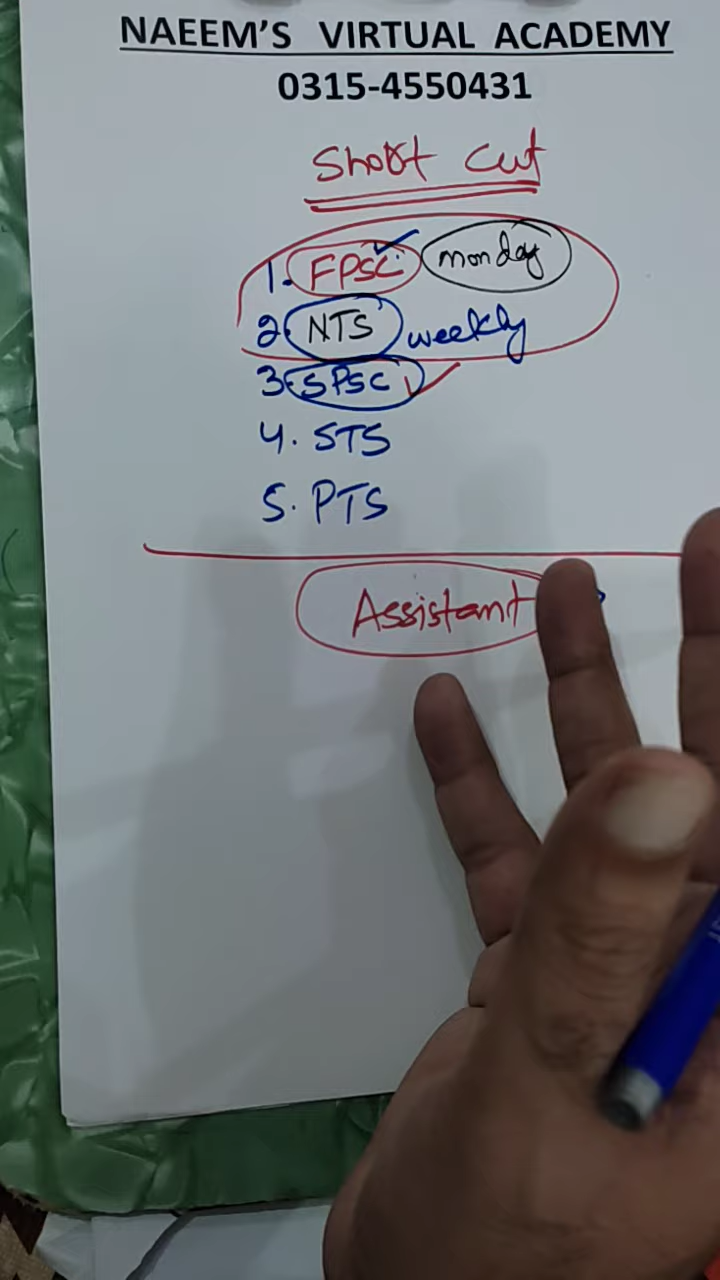 NAEEM'S VIRTUAL ACADEMY
0315-4550431
Short Cut
1. FPSC monday
2. NTS weekly
3. SPSC
4. STS
5. PTS
Assistant